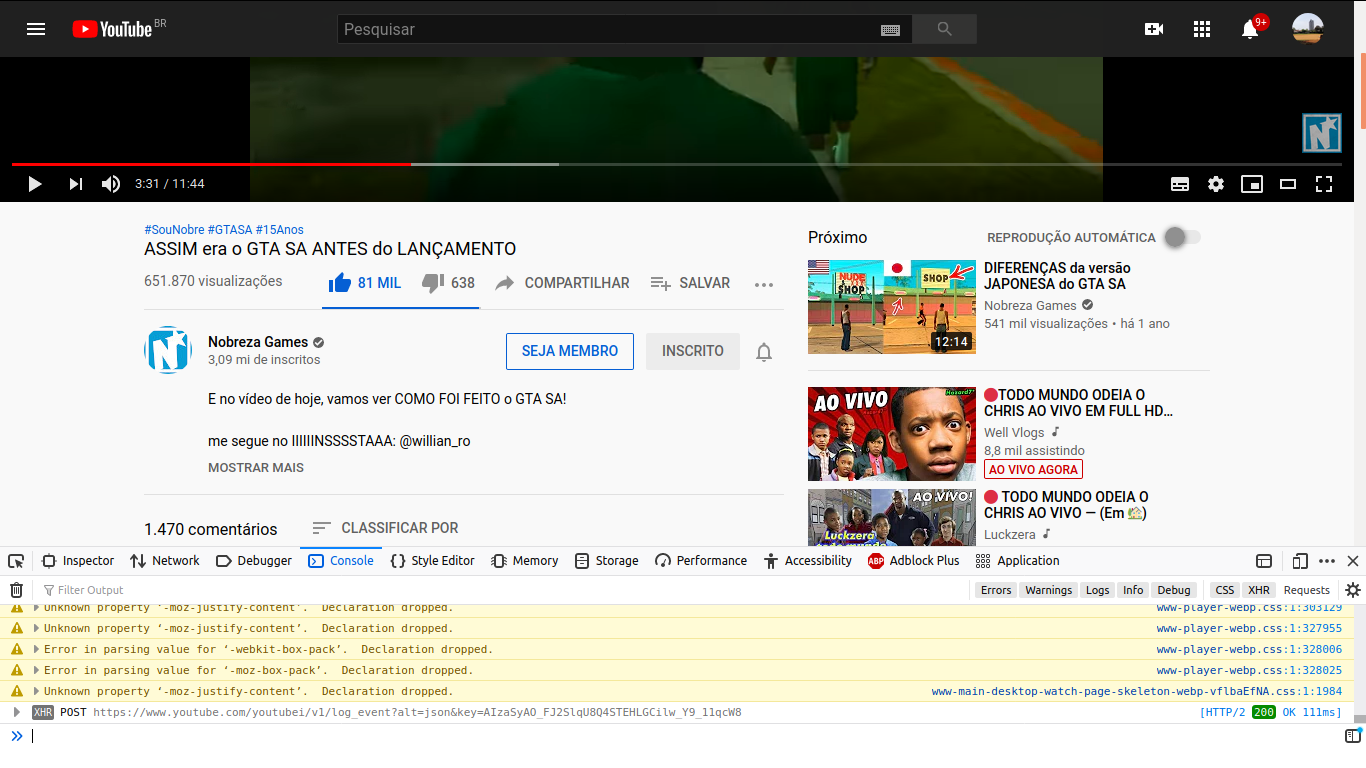 YouTube BR
Pesquisar
9+
3:31 / 11:44
#SouNobre #GTASA #15Anos
ASSIM era o GTA SA ANTES do LANÇAMENTO
651.870 visualizações
81 MIL
638
COMPARTILHAR
SALVAR
Nobreza Games
3,09 mi de inscritos
SEJA MEMBRO
INSCRITO
E no vídeo de hoje, vamos ver COMO FOI FEITO o GTA SA!
me segue no IIIIIINSSSSTAAA: @willian_ro
MOSTRAR MAIS
1.470 comentários
CLASSIFICAR POR
Próximo
REPRODUÇÃO AUTOMÁTICA
NUDE
SHOP
SHOP
12:14
DIFERENÇAS da versão
JAPONESA do GTA SA
Nobreza Games
541 mil visualizações • há 1 ano
AO VIVO
🔴TODO MUNDO ODEIA O
CHRIS AO VIVO EM FULL HD...
Well Vlogs
8,8 mil assistindo
AO VIVO AGORA
AO VIVO!
Luckzera
🔴 TODO MUNDO ODEIA O
CHRIS AO VIVO — (Em 🏡)
Luckzera
Inspector Network Debugger Console Style Editor Memory Storage Performance Accessibility ABP Adblock Plus Application
Filter Output Errors Warnings Logs Info Debug CSS XHR Requests
Unknown property ‘-moz-justify-content’. Declaration dropped. www-player-webp.css:1:303129
Unknown property ‘-moz-justify-content’. Declaration dropped. www-player-webp.css:1:327955
Error in parsing value for ‘-webkit-box-pack’. Declaration dropped. www-player-webp.css:1:328006
Error in parsing value for ‘-moz-box-pack’. Declaration dropped. www-player-webp.css:1:328025
Unknown property ‘-moz-justify-content’. Declaration dropped. www-main-desktop-watch-page-skeleton-webp-vflbaEfNA.css:1:1984
XHR POST https://www.youtube.com/youtubei/v1/log_event?alt=json&key=AIzaSyAO_FJ2SlqU8Q4STEHLGCilw_Y9_11qcW8 [HTTP/2 200 OK 111ms]